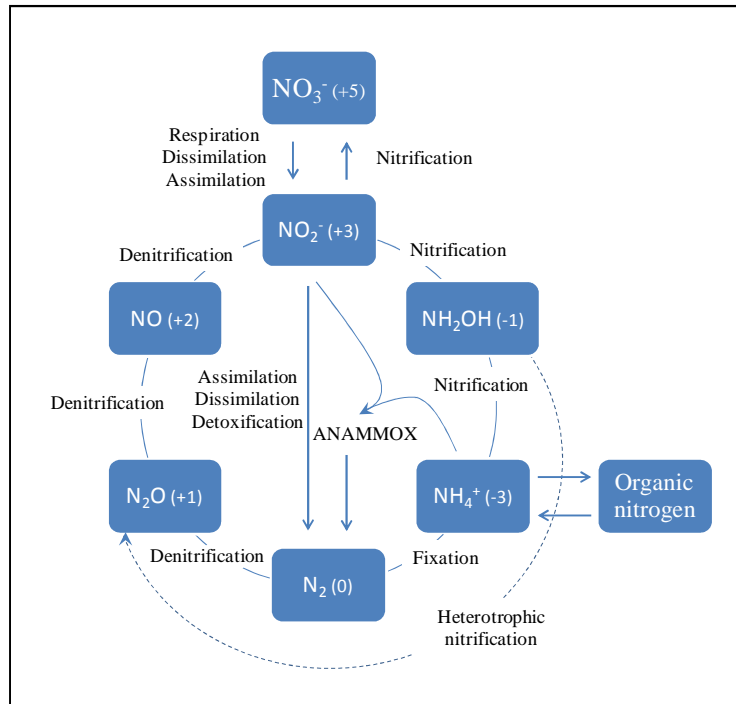 NO₃⁻ (+5)
Respiration
Dissimilation
Assimilation
Nitrification
NO₂⁻ (+3)
Denitrification
Nitrification
NO (+2)
NH₂OH (-1)
Assimilation
Dissimilation
Detoxification
Nitrification
Denitrification
ANAMMOX
N₂O (+1)
NH₄⁺ (-3)
Organic
nitrogen
Denitrification
N₂ (0)
Fixation
Heterotrophic
nitrification